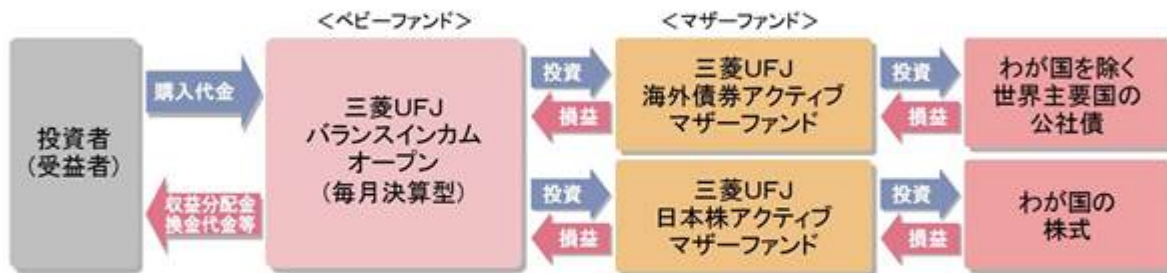 ＜ベビーファンド＞
＜マザーファンド＞
投資者
(受益者)
購入代金
収益分配金
換金代金等
三菱UFJ
バランスインカム
オープン
(毎月決算型)
投資
損益
三菱UFJ
海外債券アクティブ
マザーファンド
投資
損益
わが国を除く
世界主要国の
公社債
投資
損益
三菱UFJ
日本株アクティブ
マザーファンド
投資
損益
わが国の
株式